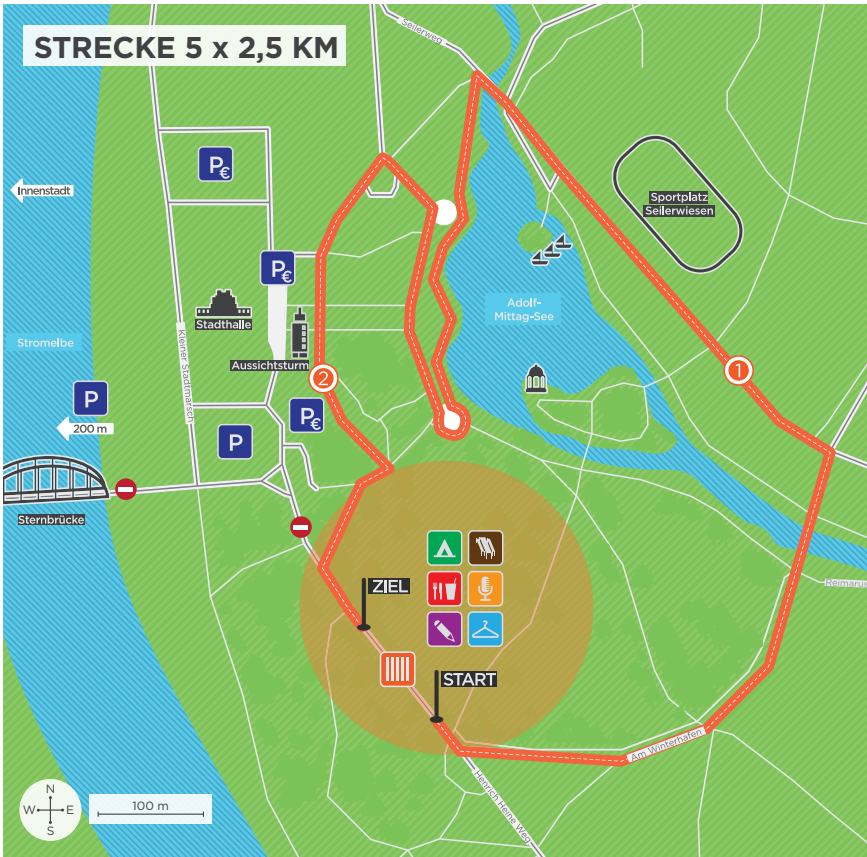 STRECKE 5 x 2,5 KM
Seilerweg
P€
Innenstadt
Sportplatz
Seilerwiesen
P€
Adolf-
Mittag-See
Stadthalle
Stromelbe
Kleiner Stadtmarsch
Aussichtsturm
1
2
P
P€
200 m
P
Sternbrücke
ZIEL
START
Am Winterhafen
Henrich Heine Weg
N
W
E
S
100 m